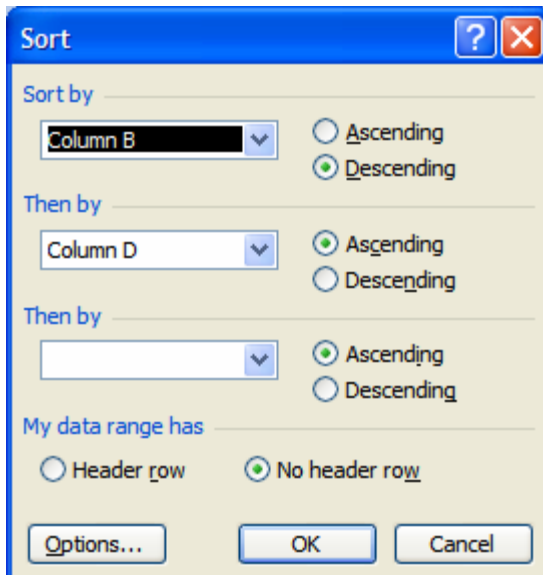 Sort
Sort by
Column B
Ascending
Descending
Then by
Column D
Ascending
Descending
Then by
Ascending
Descending
My data range has
Header row
No header row
Options...
OK
Cancel